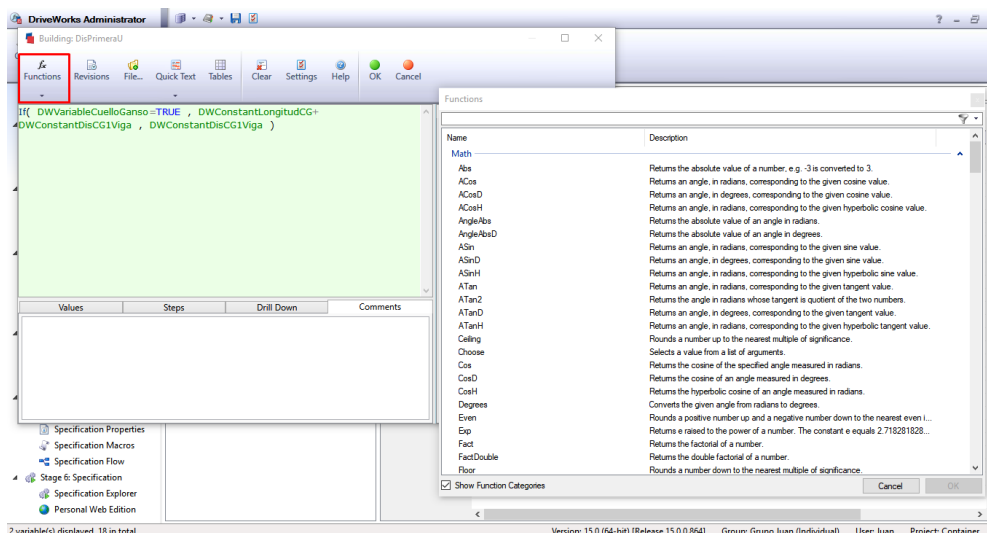 DriveWorks Administrator
Building: DisPrimeraU
Functions
Revisions
File...
Quick Text
Tables
Clear
Settings
Help
OK
Cancel
If( DWVariableCuelloGanso=TRUE , DWConstantLongitudCG+
DWConstantDisCG1Viga , DWConstantDisCG1Viga )
Values
Steps
Drill Down
Comments
Specification Properties
Specification Macros
Specification Flow
Stage 6: Specification
Specification Explorer
Personal Web Edition
Functions
Name Description
Math
Abs Returns the absolute value of a number, e.g. -3 is converted to 3.
ACos Returns an angle, in radians, corresponding to the given cosine value.
ACosD Returns an angle, in degrees, corresponding to the given cosine value.
ACosH Returns an angle, in radians, corresponding to the given hyperbolic cosine value.
AngleAbs Returns the absolute value of an angle in radians.
AngleAbsD Returns the absolute value of an angle in degrees.
ASin Returns an angle, in radians, corresponding to the given sine value.
ASinD Returns an angle, in degrees, corresponding to the given sine value.
ASinH Returns an angle, in radians, corresponding to the given hyperbolic sine value.
ATan Returns an angle, in radians, corresponding to the given tangent value.
ATan2 Returns the angle in radians whose tangent is quotient of the two numbers.
ATanD Returns an angle, in degrees, corresponding to the given tangent value.
ATanH Returns an angle, in radians, corresponding to the given hyperbolic tangent value.
Ceiling Rounds a number up to the nearest multiple of significance.
Choose Selects a value from a list of arguments.
Cos Returns the cosine of the specified angle measured in radians.
CosD Returns the cosine of an angle measured in degrees.
CosH Returns the hyperbolic cosine of an angle measured in radians.
Degrees Converts the given angle from radians to degrees.
Even Rounds a positive number up and a negative number down to the nearest even i...
Exp Returns e raised to the power of a number. The constant e equals 2.718281828...
Fact Returns the factorial of a number.
FactDouble Returns the double factorial of a number.
Floor Rounds a number down to the nearest multiple of significance.
Show Function Categories
Cancel
OK
2 variable(s) displayed, 18 in total
Version: 15.0 (64-bit) [Release 15.0.0.864] Group: Grupo Juan (Individual) User: Juan Project: Container